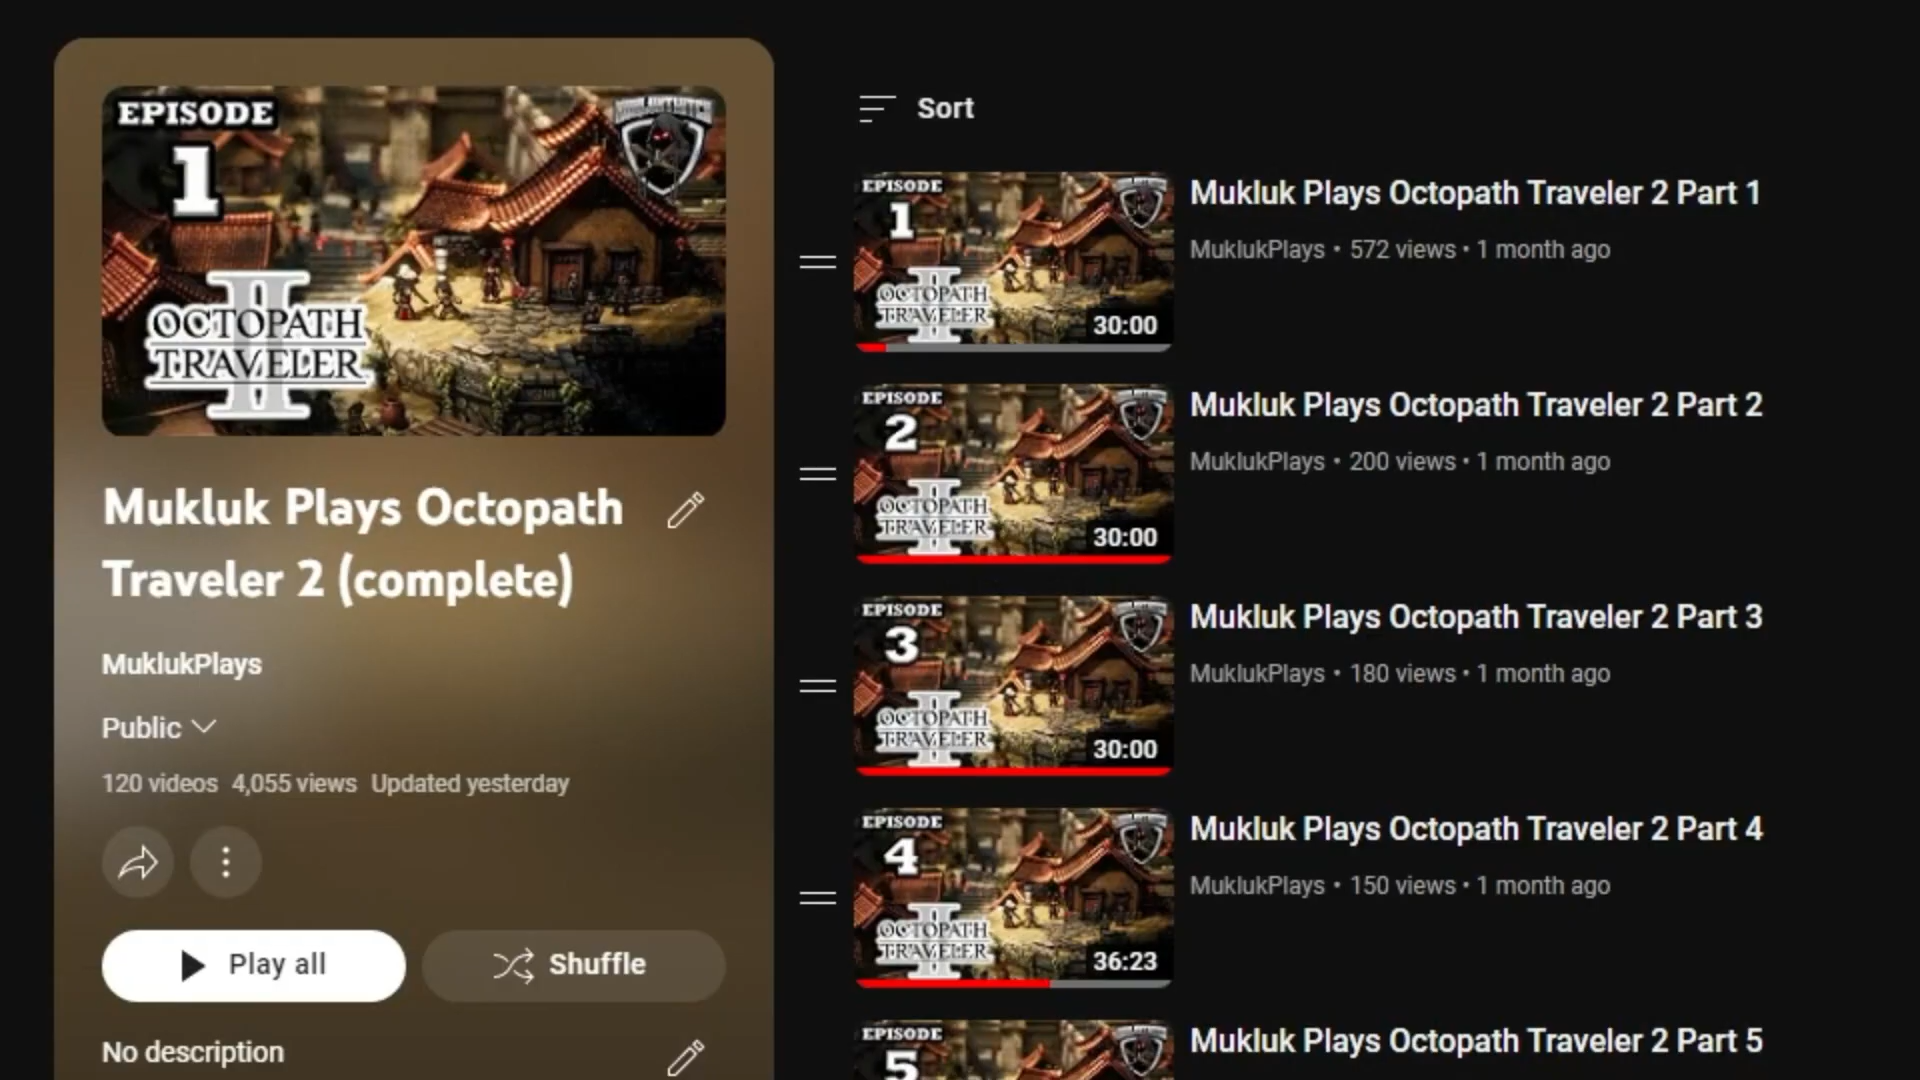 EPISODE
1
II
OCTOPATH
TRAVELER
Mukluk Plays Octopath
Traveler 2 (complete)
MuklukPlays
Public
120 videos 4,055 views Updated yesterday
Play all
Shuffle
No description
Sort
EPISODE
1
II
OCTOPATH
TRAVELER
30:00
Mukluk Plays Octopath Traveler 2 Part 1
MuklukPlays • 572 views • 1 month ago
EPISODE
2
II
OCTOPATH
TRAVELER
30:00
Mukluk Plays Octopath Traveler 2 Part 2
MuklukPlays • 200 views • 1 month ago
EPISODE
3
II
OCTOPATH
TRAVELER
30:00
Mukluk Plays Octopath Traveler 2 Part 3
MuklukPlays • 180 views • 1 month ago
EPISODE
4
II
OCTOPATH
TRAVELER
36:23
Mukluk Plays Octopath Traveler 2 Part 4
MuklukPlays • 150 views • 1 month ago
EPISODE
5
Mukluk Plays Octopath Traveler 2 Part 5